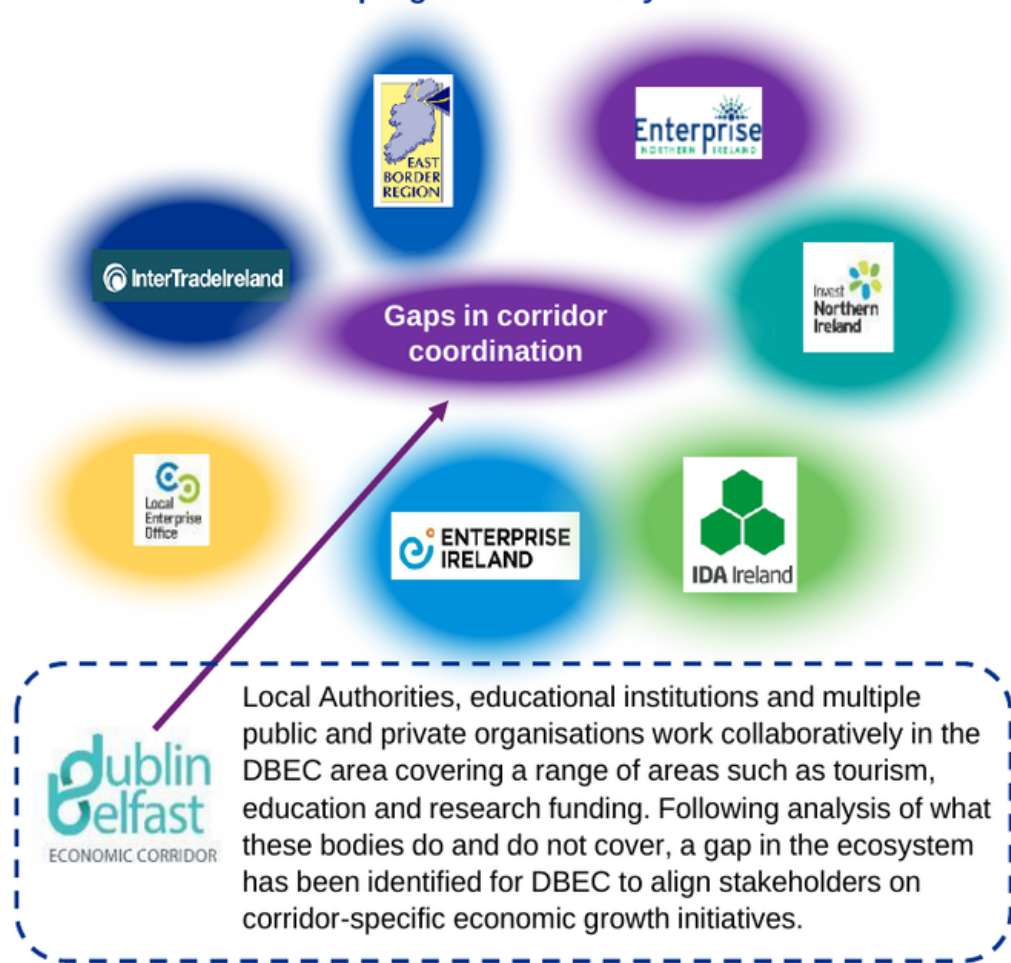 EAST
BORDER
REGION
Enterprise
NORTHERN IRELAND
InterTradeIreland
Invest
Northern
Ireland
Gaps in corridor
coordination
Local
Enterprise
Office
ENTERPRISE
IRELAND
IDA Ireland
Local Authorities, educational institutions and multiple
public and private organisations work collaboratively in the
DBEC area covering a range of areas such as tourism,
education and research funding. Following analysis of what
these bodies do and do not cover, a gap in the ecosystem
has been identified for DBEC to align stakeholders on
corridor-specific economic growth initiatives.
dublin
belfast
ECONOMIC CORRIDOR